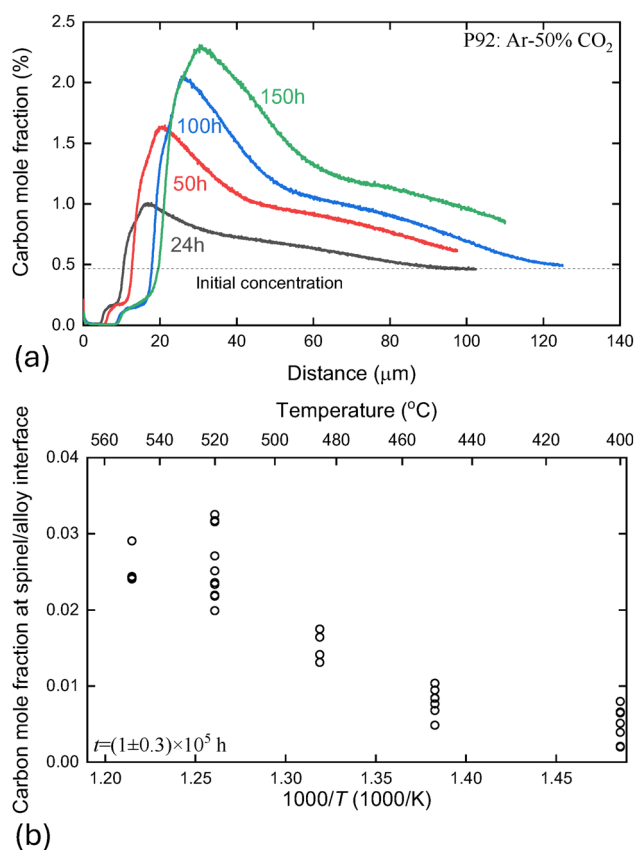 P92: Ar-50% CO₂
2.5
2.0
1.5
1.0
0.5
0.0
Carbon mole fraction (%)
150h
100h
50h
24h
Initial concentration
0 20 40 60 80 100 120 140
Distance (μm)
(a)
Temperature (°C)
560 540 520 500 480 460 440 420 400
0.04
0.03
0.02
0.01
0.00
Carbon mole fraction at spinel/alloy interface
t=(1±0.3)×10⁵ h
1.20 1.25 1.30 1.35 1.40 1.45
1000/T (1000/K)
(b)